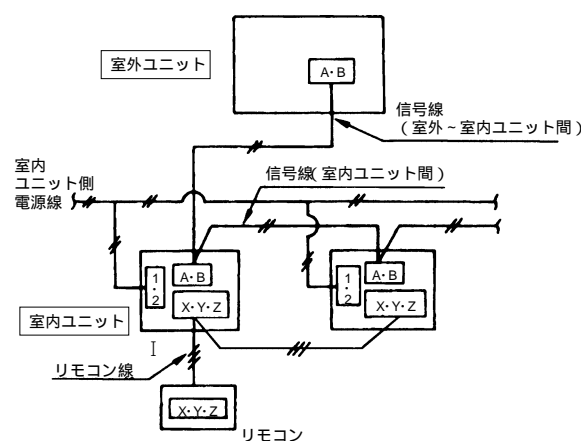 室外ユニット
A・B
信号線
（室外～室内ユニット間）
室内
ユニット側
電源線
信号線（室内ユニット間）
1・2
A・B
X・Y・Z
1・2
A・B
X・Y・Z
室内ユニット
I
リモコン線
X・Y・Z
リモコン